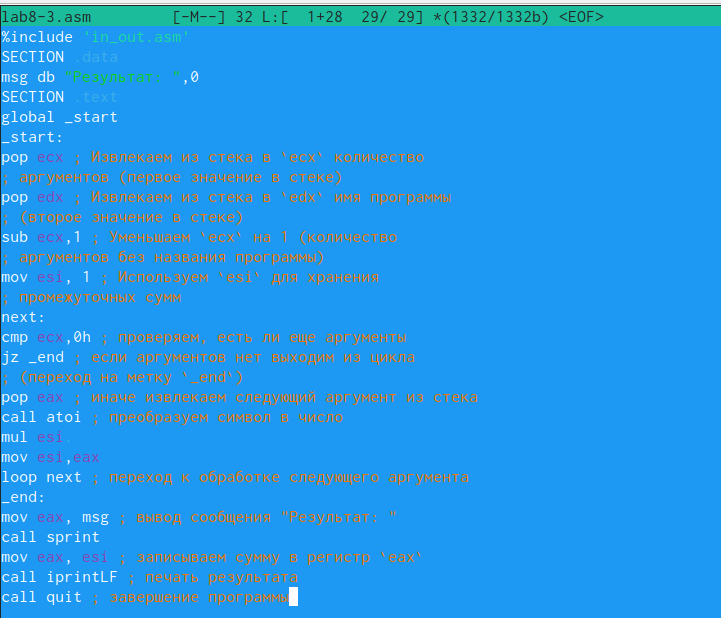 lab8-3.asm [-M--] 32 L:[ 1+28 29/ 29] *(1332/1332b) <EOF>
%include 'in_out.asm'
SECTION .data
msg db "Результат: ",0
SECTION .text
global _start
_start:
pop ecx ; Извлекаем из стека в `ecx` количество
; аргументов (первое значение в стеке)
pop edx ; Извлекаем из стека в `edx` имя программы
; (второе значение в стеке)
sub ecx,1 ; Уменьшаем `ecx` на 1 (количество
; аргументов без названия программы)
mov esi, 1 ; Используем `esi` для хранения
; промежуточных сумм
next:
cmp ecx,0h ; проверяем, есть ли еще аргументы
jz _end ; если аргументов нет выходим из цикла
; (переход на метку `_end`)
pop eax ; иначе извлекаем следующий аргумент из стека
call atoi ; преобразуем символ в число
mul esi
mov esi,eax
loop next ; переход к обработке следующего аргумента
_end:
mov eax, msg ; вывод сообщения "Результат: "
call sprint
mov eax, esi ; записываем сумму в регистр `eax`
call iprintLF ; печать результата
call quit ; завершение программы